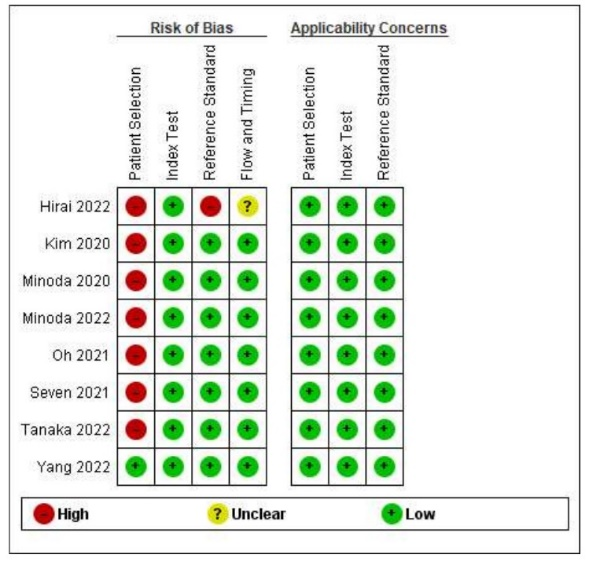 Risk of Bias Applicability Concerns
Patient Selection Index Test Reference Standard Flow and Timing Patient Selection Index Test Reference Standard
Hirai 2022 - + - ? + + +
Kim 2020 - + + + + + +
Minoda 2020 - + + + + + +
Minoda 2022 - + + + + + +
Oh 2021 - + + + + + +
Seven 2021 - + + + + + +
Tanaka 2022 - + + + + + +
Yang 2022 + + + + + + +
- High ? Unclear + Low